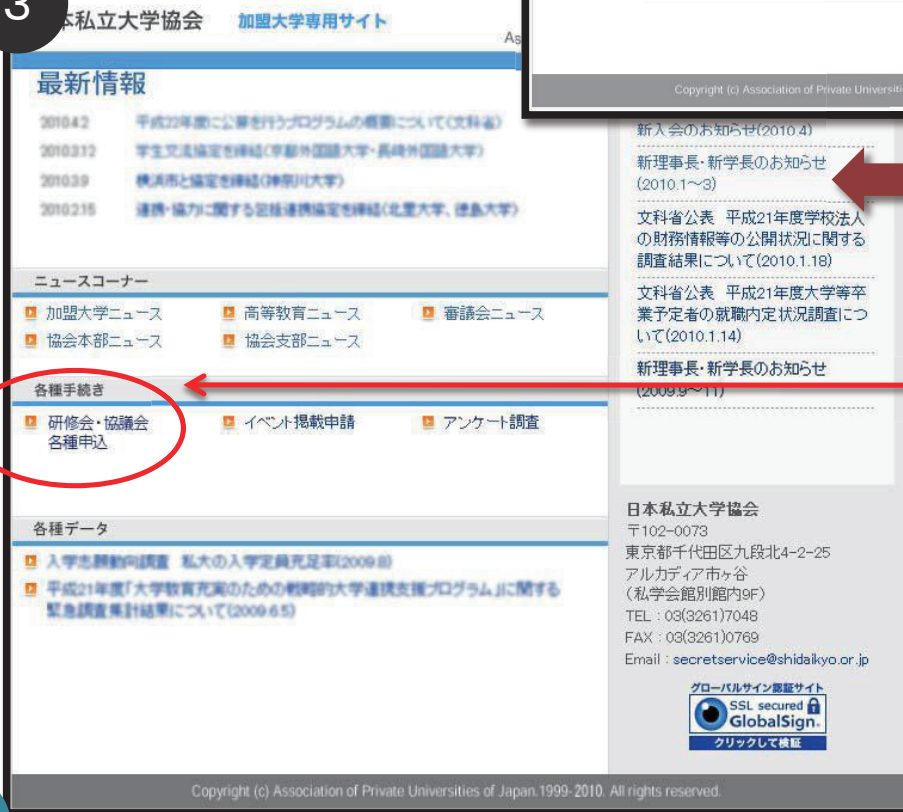 3
本私立大学協会 加盟大学専用サイト
As
Copyright (c) Association of Private Universiti
最新情報
2010.4.2 平成22年度に公募を行うプログラムの概要について(文科省)
2010.3.12 学生交流協定を締結(京都外国語大学・長崎外国語大学)
2010.3.9 横浜市と協定を締結(神奈川大学)
2010.2.15 連携・協力に関する包括連携協定を締結(北里大学、徳島大学)
ニュースコーナー
加盟大学ニュース 高等教育ニュース 審議会ニュース
協会本部ニュース 協会支部ニュース
各種手続き
研修会・協議会 イベント掲載申請 アンケート調査
各種申込
各種データ
入学志願動向調査 私大の入学定員充足率(2009.8)
平成21年度「大学教育充実のための戦略的大学連携支援プログラム」に関する
緊急調査集計結果について(2009.6.5)
新入会のお知らせ(2010.4)
新理事長・新学長のお知らせ
(2010.1～3)
文科省公表 平成21年度学校法人
の財務情報等の公開状況に関する
調査結果について(2010.1.18)
文科省公表 平成21年度大学等卒
業予定者の就職内定状況調査につ
いて(2010.1.14)
新理事長・新学長のお知らせ
(2009.9～11)
日本私立大学協会
〒102-0073
東京都千代田区九段北4-2-25
アルカディア市ヶ谷
(私学会館別館内9F)
TEL：03(3261)7048
FAX：03(3261)0769
Email：secretservice@shidaikyo.or.jp
グローバルサイン認証サイト
SSL secured
GlobalSign.
クリックして検証
Copyright (c) Association of Private Universities of Japan.1999-2010. All rights reserved.